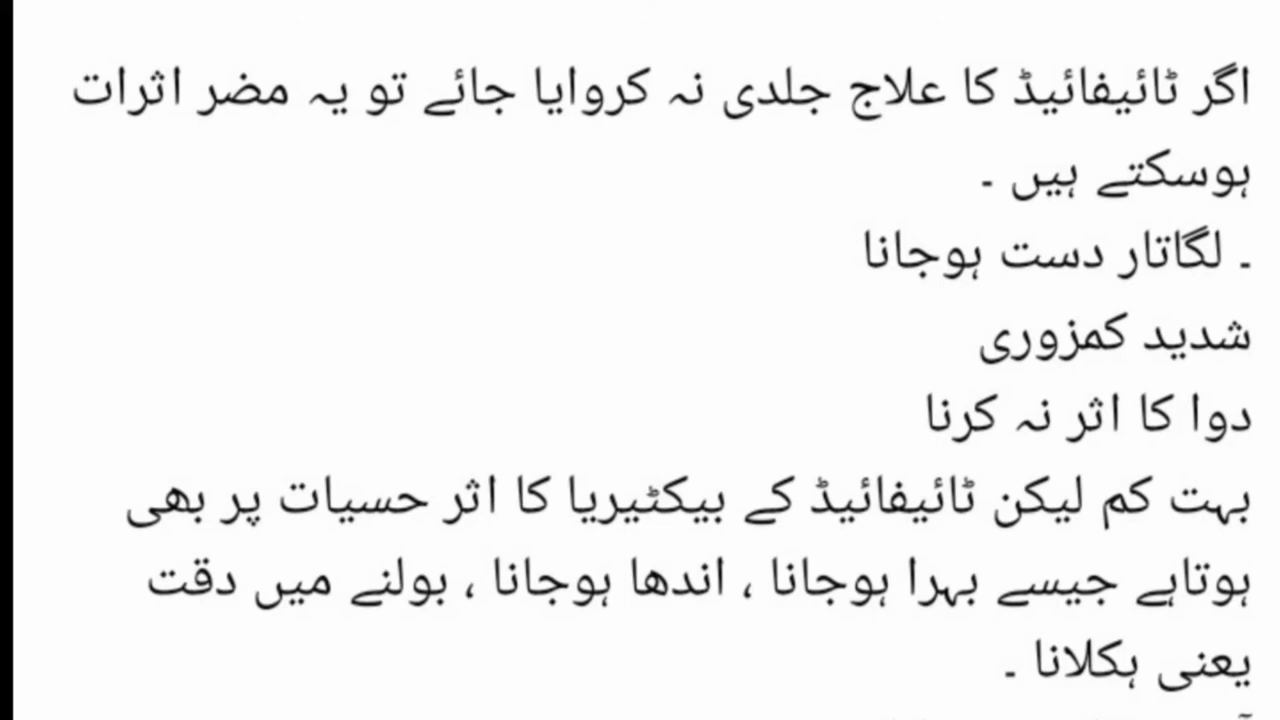 اگر ٹائیفائیڈ کا علاج جلدی نہ کروایا جائے تو یہ مضر اثرات
ہوسکتے ہیں ۔
۔ لگاتار دست ہوجانا
شدید کمزوری
دوا کا اثر نہ کرنا
بہت کم لیکن ٹائیفائیڈ کے بیکٹیریا کا اثر حسیات پر بھی
ہوتاہے جیسے بہرا ہوجانا ، اندھا ہوجانا ، بولنے میں دقت
یعنی ہکلانا ۔